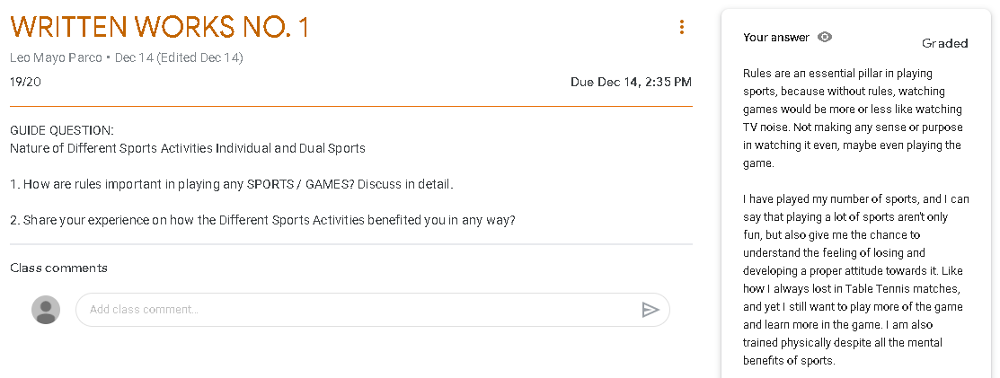 WRITTEN WORKS NO. 1
Leo Mayo Parco • Dec 14 (Edited Dec 14)
19/20
Due Dec 14, 2:35 PM
GUIDE QUESTION:
Nature of Different Sports Activities Individual and Dual Sports
1. How are rules important in playing any SPORTS / GAMES? Discuss in detail.
2. Share your experience on how the Different Sports Activities benefited you in any way?
Class comments
Add class comment...
Your answer
Graded
Rules are an essential pillar in playing
sports, because without rules, watching
games would be more or less like watching
TV noise. Not making any sense or purpose
in watching it even, maybe even playing the
game.
I have played my number of sports, and I can
say that playing a lot of sports aren't only
fun, but also give me the chance to
understand the feeling of losing and
developing a proper attitude towards it. Like
how I always lost in Table Tennis matches,
and yet I still want to play more of the game
and learn more in the game. I am also
trained physically despite all the mental
benefits of sports.